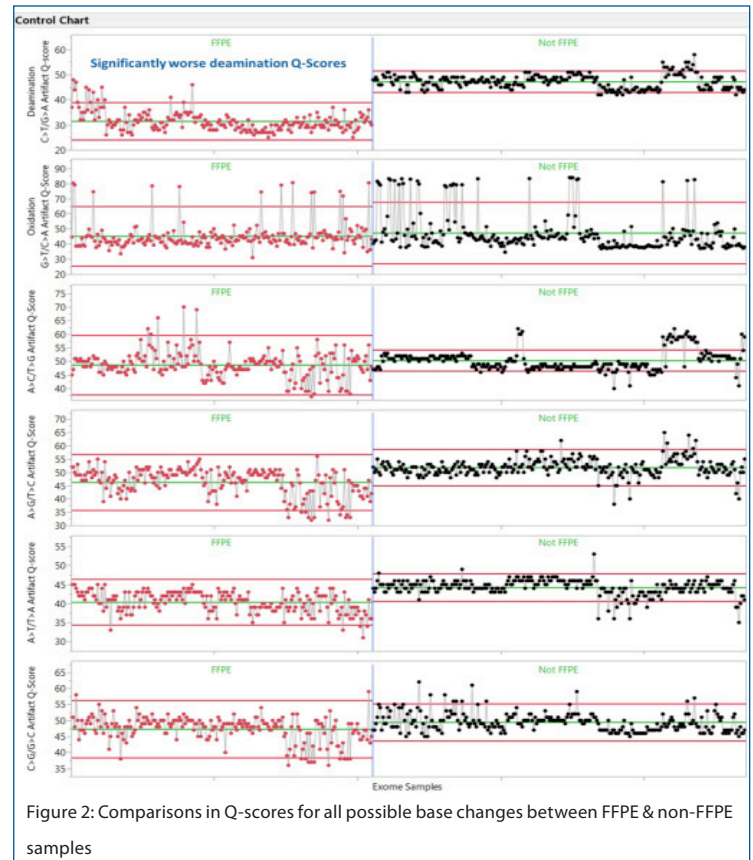 Control Chart
FFPE
Not FFPE
Significantly worse deamination Q-Scores
Deamination
C>T/G>A Artifact Q-score
60
50
40
30
20
FFPE
Not FFPE
Oxidation
G>T/C>A Artifact Q-score
90
80
70
60
50
40
30
20
FFPE
Not FFPE
A>C/T>G Artifact Q-Score
75
70
65
60
55
50
45
40
FFPE
Not FFPE
A>G/T>C Artifact Q-Score
70
65
60
55
50
45
40
35
30
FFPE
Not FFPE
A>T/T>A Artifact Q-score
55
50
45
40
35
30
FFPE
Not FFPE
C>G/G>C Artifact Q-Score
65
60
55
50
45
40
35
Exome Samples
Figure 2: Comparisons in Q-scores for all possible base changes between FFPE & non-FFPE
samples